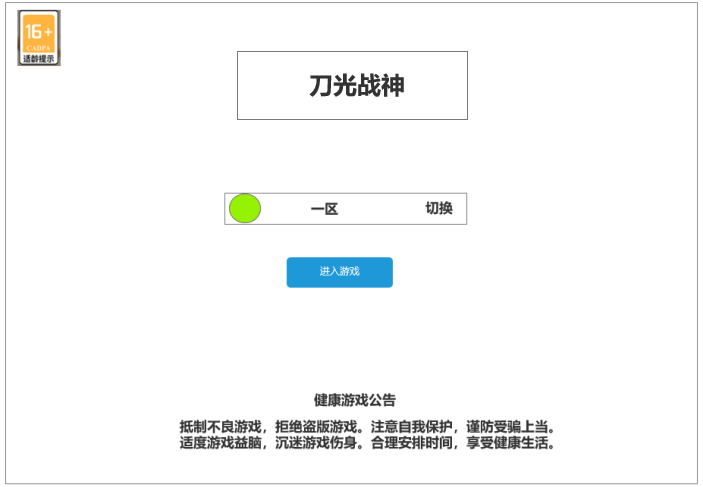 16+
CADPA
适龄提示
刀光战神
一区 切换
进入游戏
健康游戏公告
抵制不良游戏，拒绝盗版游戏。注意自我保护，谨防受骗上当。
适度游戏益脑，沉迷游戏伤身。合理安排时间，享受健康生活。